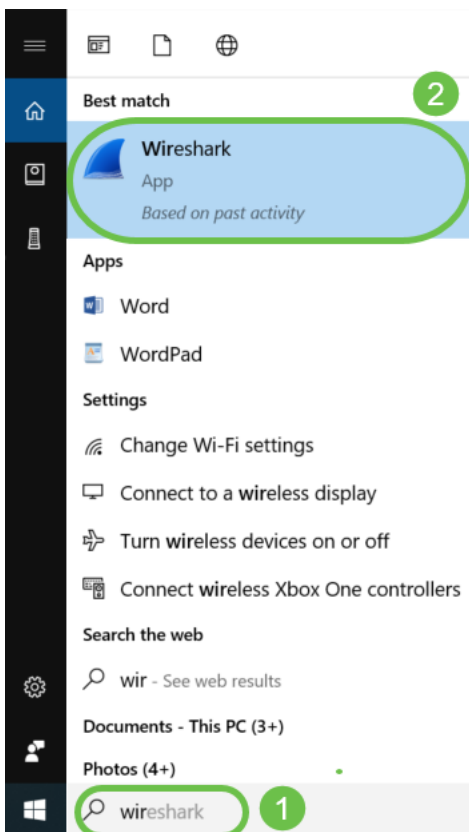 Best match
2
Wireshark
App
Based on past activity
Apps
Word
WordPad
Settings
Change Wi-Fi settings
Connect to a wireless display
Turn wireless devices on or off
Connect wireless Xbox One controllers
Search the web
wir - See web results
Documents - This PC (3+)
Photos (4+)
wireshark
1